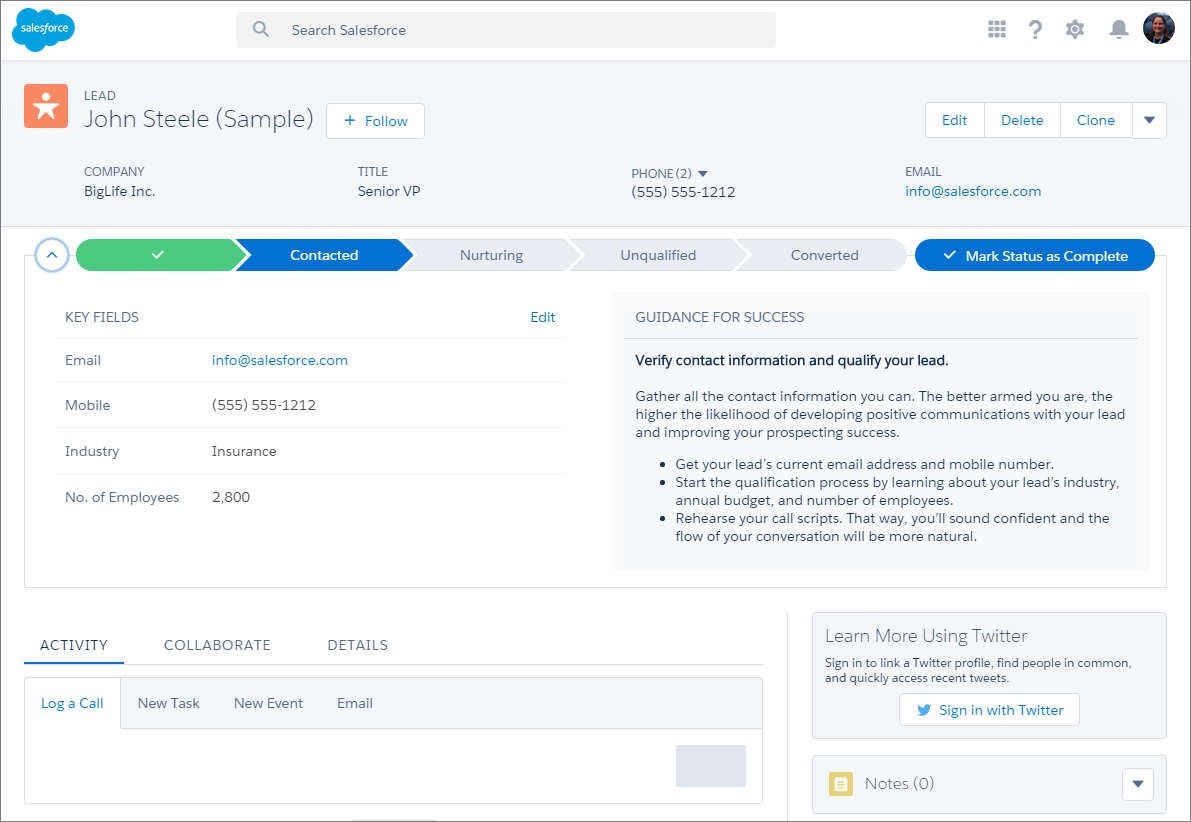 salesforce
Search Salesforce
?
LEAD
John Steele (Sample)
+ Follow
Edit
Delete
Clone
COMPANY
TITLE
PHONE (2)
EMAIL
BigLife Inc.
Senior VP
(555) 555-1212
info@salesforce.com
Contacted
Nurturing
Unqualified
Converted
Mark Status as Complete
KEY FIELDS
Edit
Email
info@salesforce.com
Mobile
(555) 555-1212
Industry
Insurance
No. of Employees
2,800
GUIDANCE FOR SUCCESS
Verify contact information and qualify your lead.
Gather all the contact information you can. The better armed you are, the
higher the likelihood of developing positive communications with your lead
and improving your prospecting success.
• Get your lead's current email address and mobile number.
• Start the qualification process by learning about your lead's industry,
annual budget, and number of employees.
• Rehearse your call scripts. That way, you'll sound confident and the
flow of your conversation will be more natural.
ACTIVITY
COLLABORATE
DETAILS
Log a Call
New Task
New Event
Email
Learn More Using Twitter
Sign in to link a Twitter profile, find people in common,
and quickly access recent tweets.
Sign in with Twitter
Notes (0)